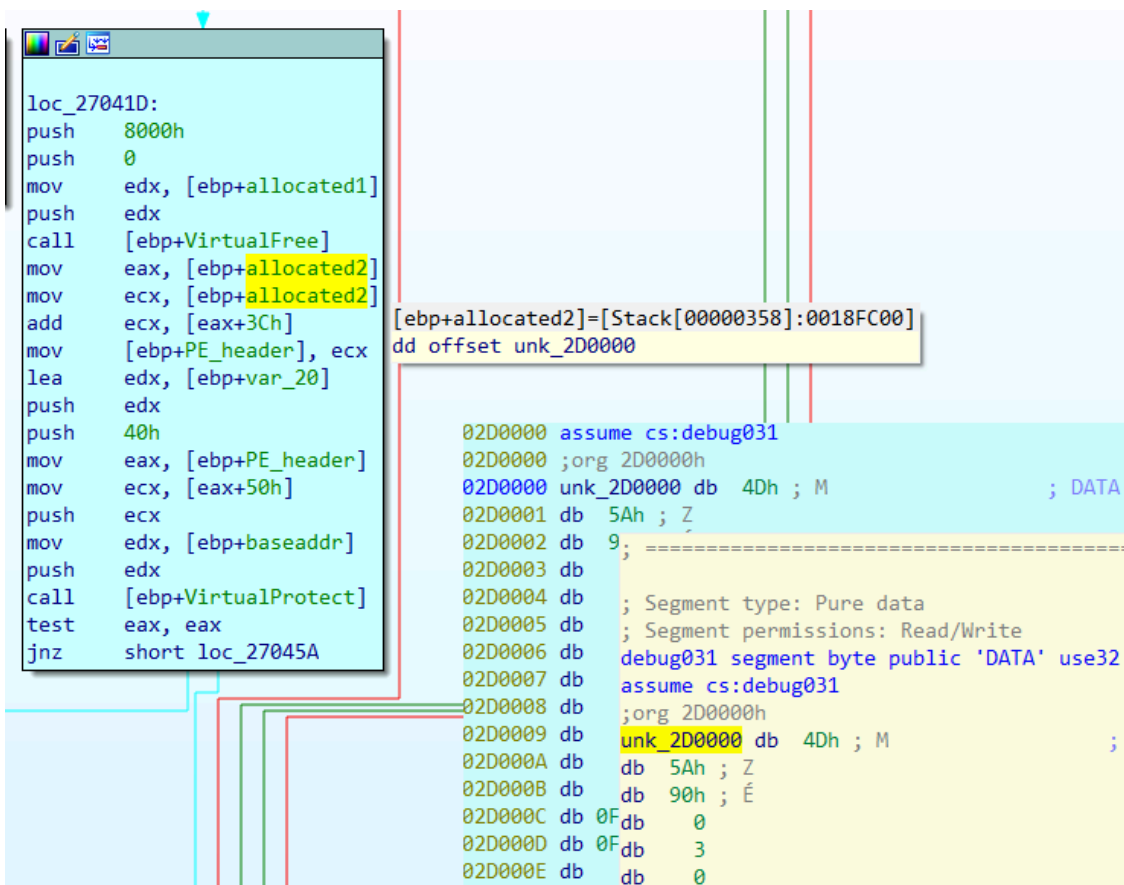 loc_27041D:
push 8000h
push 0
mov edx, [ebp+allocated1]
push edx
call [ebp+VirtualFree]
mov eax, [ebp+allocated2]
mov ecx, [ebp+allocated2]
add ecx, [eax+3Ch]
mov [ebp+PE_header], ecx
lea edx, [ebp+var_20]
push edx
push 40h
mov eax, [ebp+PE_header]
mov ecx, [eax+50h]
push ecx
mov edx, [ebp+baseaddr]
push edx
call [ebp+VirtualProtect]
test eax, eax
jnz short loc_27045A
[ebp+allocated2]=[Stack[00000358]:0018FC00]
dd offset unk_2D0000
02D0000 assume cs:debug031
02D0000 ;org 2D0000h
02D0000 unk_2D0000 db 4Dh ; M ; DATA
02D0001 db 5Ah ; Z
02D0002 db 9
02D0003 db
02D0004 db
02D0005 db
02D0006 db
02D0007 db
02D0008 db
02D0009 db
02D000A db
02D000B db
02D000C db 0F
02D000D db 0F
02D000E db
; ========================================
; Segment type: Pure data
; Segment permissions: Read/Write
debug031 segment byte public 'DATA' use32
assume cs:debug031
;org 2D0000h
unk_2D0000 db 4Dh ; M ;
db 5Ah ; Z
db 90h ; É
db 0
db 3
db 0